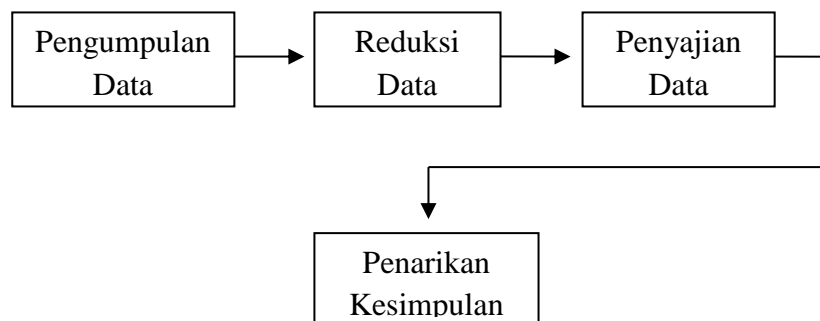 Pengumpulan
Data
Reduksi
Data
Penyajian
Data
Penarikan
Kesimpulan